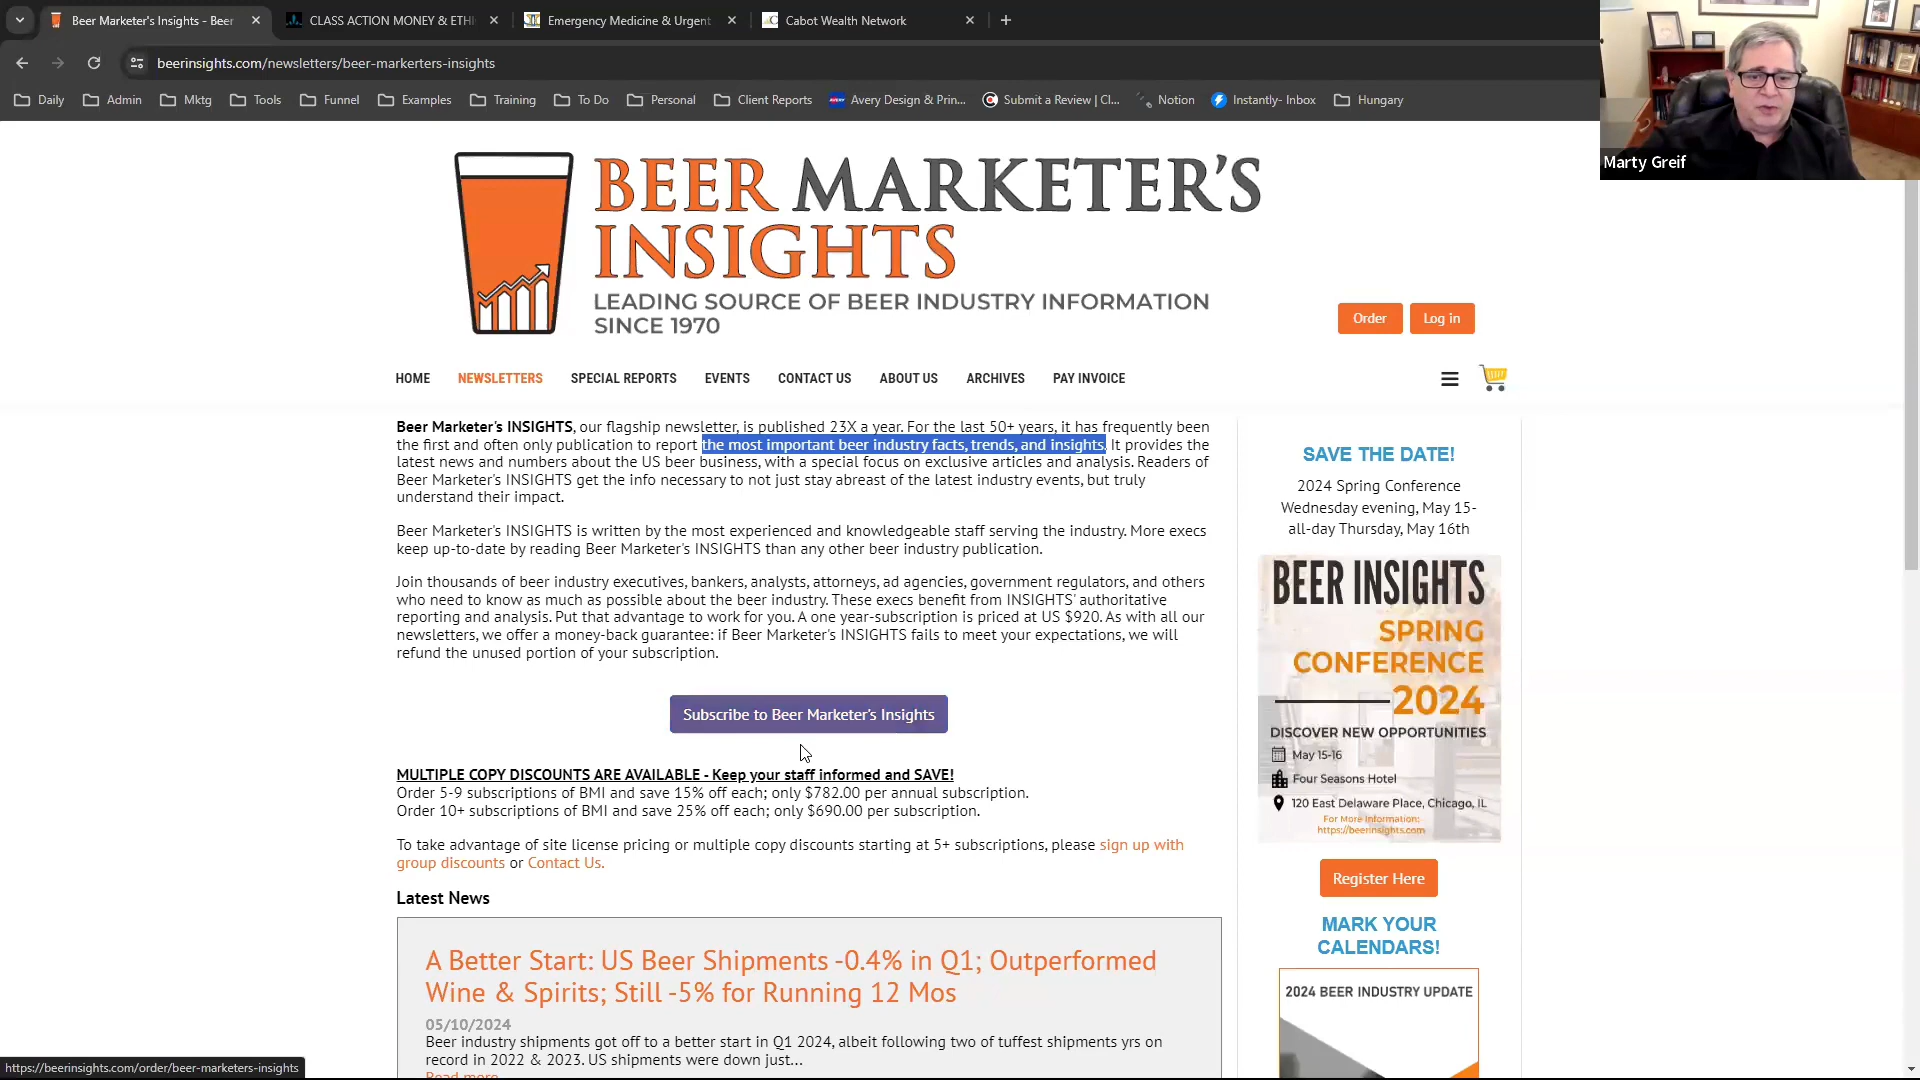 Beer Marketer's Insights - Beer
CLASS ACTION MONEY & ETHI
Emergency Medicine & Urgent
Cabot Wealth Network
beerinsights.com/newsletters/beer-markerters-insights
Daily
Admin
Mktg
Tools
Funnel
Examples
Training
To Do
Personal
Client Reports
Avery Design & Prin...
Submit a Review | Cl...
Notion
Instantly- Inbox
Hungary
Marty Greif
BEER MARKETER'S
INSIGHTS
LEADING SOURCE OF BEER INDUSTRY INFORMATION
SINCE 1970
Order
Log in
HOME
NEWSLETTERS
SPECIAL REPORTS
EVENTS
CONTACT US
ABOUT US
ARCHIVES
PAY INVOICE
Beer Marketer's INSIGHTS, our flagship newsletter, is published 23X a year. For the last 50+ years, it has frequently been
the first and often only publication to report the most important beer industry facts, trends, and insights. It provides the
latest news and numbers about the US beer business, with a special focus on exclusive articles and analysis. Readers of
Beer Marketer's INSIGHTS get the info necessary to not just stay abreast of the latest industry events, but truly
understand their impact.
Beer Marketer's INSIGHTS is written by the most experienced and knowledgeable staff serving the industry. More execs
keep up-to-date by reading Beer Marketer's INSIGHTS than any other beer industry publication.
Join thousands of beer industry executives, bankers, analysts, attorneys, ad agencies, government regulators, and others
who need to know as much as possible about the beer industry. These execs benefit from INSIGHTS' authoritative
reporting and analysis. Put that advantage to work for you. A one year-subscription is priced at US $920. As with all our
newsletters, we offer a money-back guarantee: if Beer Marketer's INSIGHTS fails to meet your expectations, we will
refund the unused portion of your subscription.
Subscribe to Beer Marketer's Insights
MULTIPLE COPY DISCOUNTS ARE AVAILABLE - Keep your staff informed and SAVE!
Order 5-9 subscriptions of BMI and save 15% off each; only $782.00 per annual subscription.
Order 10+ subscriptions of BMI and save 25% off each; only $690.00 per subscription.
To take advantage of site license pricing or multiple copy discounts starting at 5+ subscriptions, please sign up with
group discounts or Contact Us.
Latest News
A Better Start: US Beer Shipments -0.4% in Q1; Outperformed
Wine & Spirits; Still -5% for Running 12 Mos
05/10/2024
Beer industry shipments got off to a better start in Q1 2024, albeit following two of tuffest shipments yrs on
record in 2022 & 2023. US shipments were down just...
Read more
SAVE THE DATE!
2024 Spring Conference
Wednesday evening, May 15-
all-day Thursday, May 16th
BEER INSIGHTS
SPRING
CONFERENCE
2024
DISCOVER NEW OPPORTUNITIES
May 15-16
Four Seasons Hotel
120 East Delaware Place, Chicago, IL
For More Information:
https://beerinsights.com
Register Here
MARK YOUR
CALENDARS!
2024 BEER INDUSTRY UPDATE
https://beerinsights.com/order/beer-marketers-insights